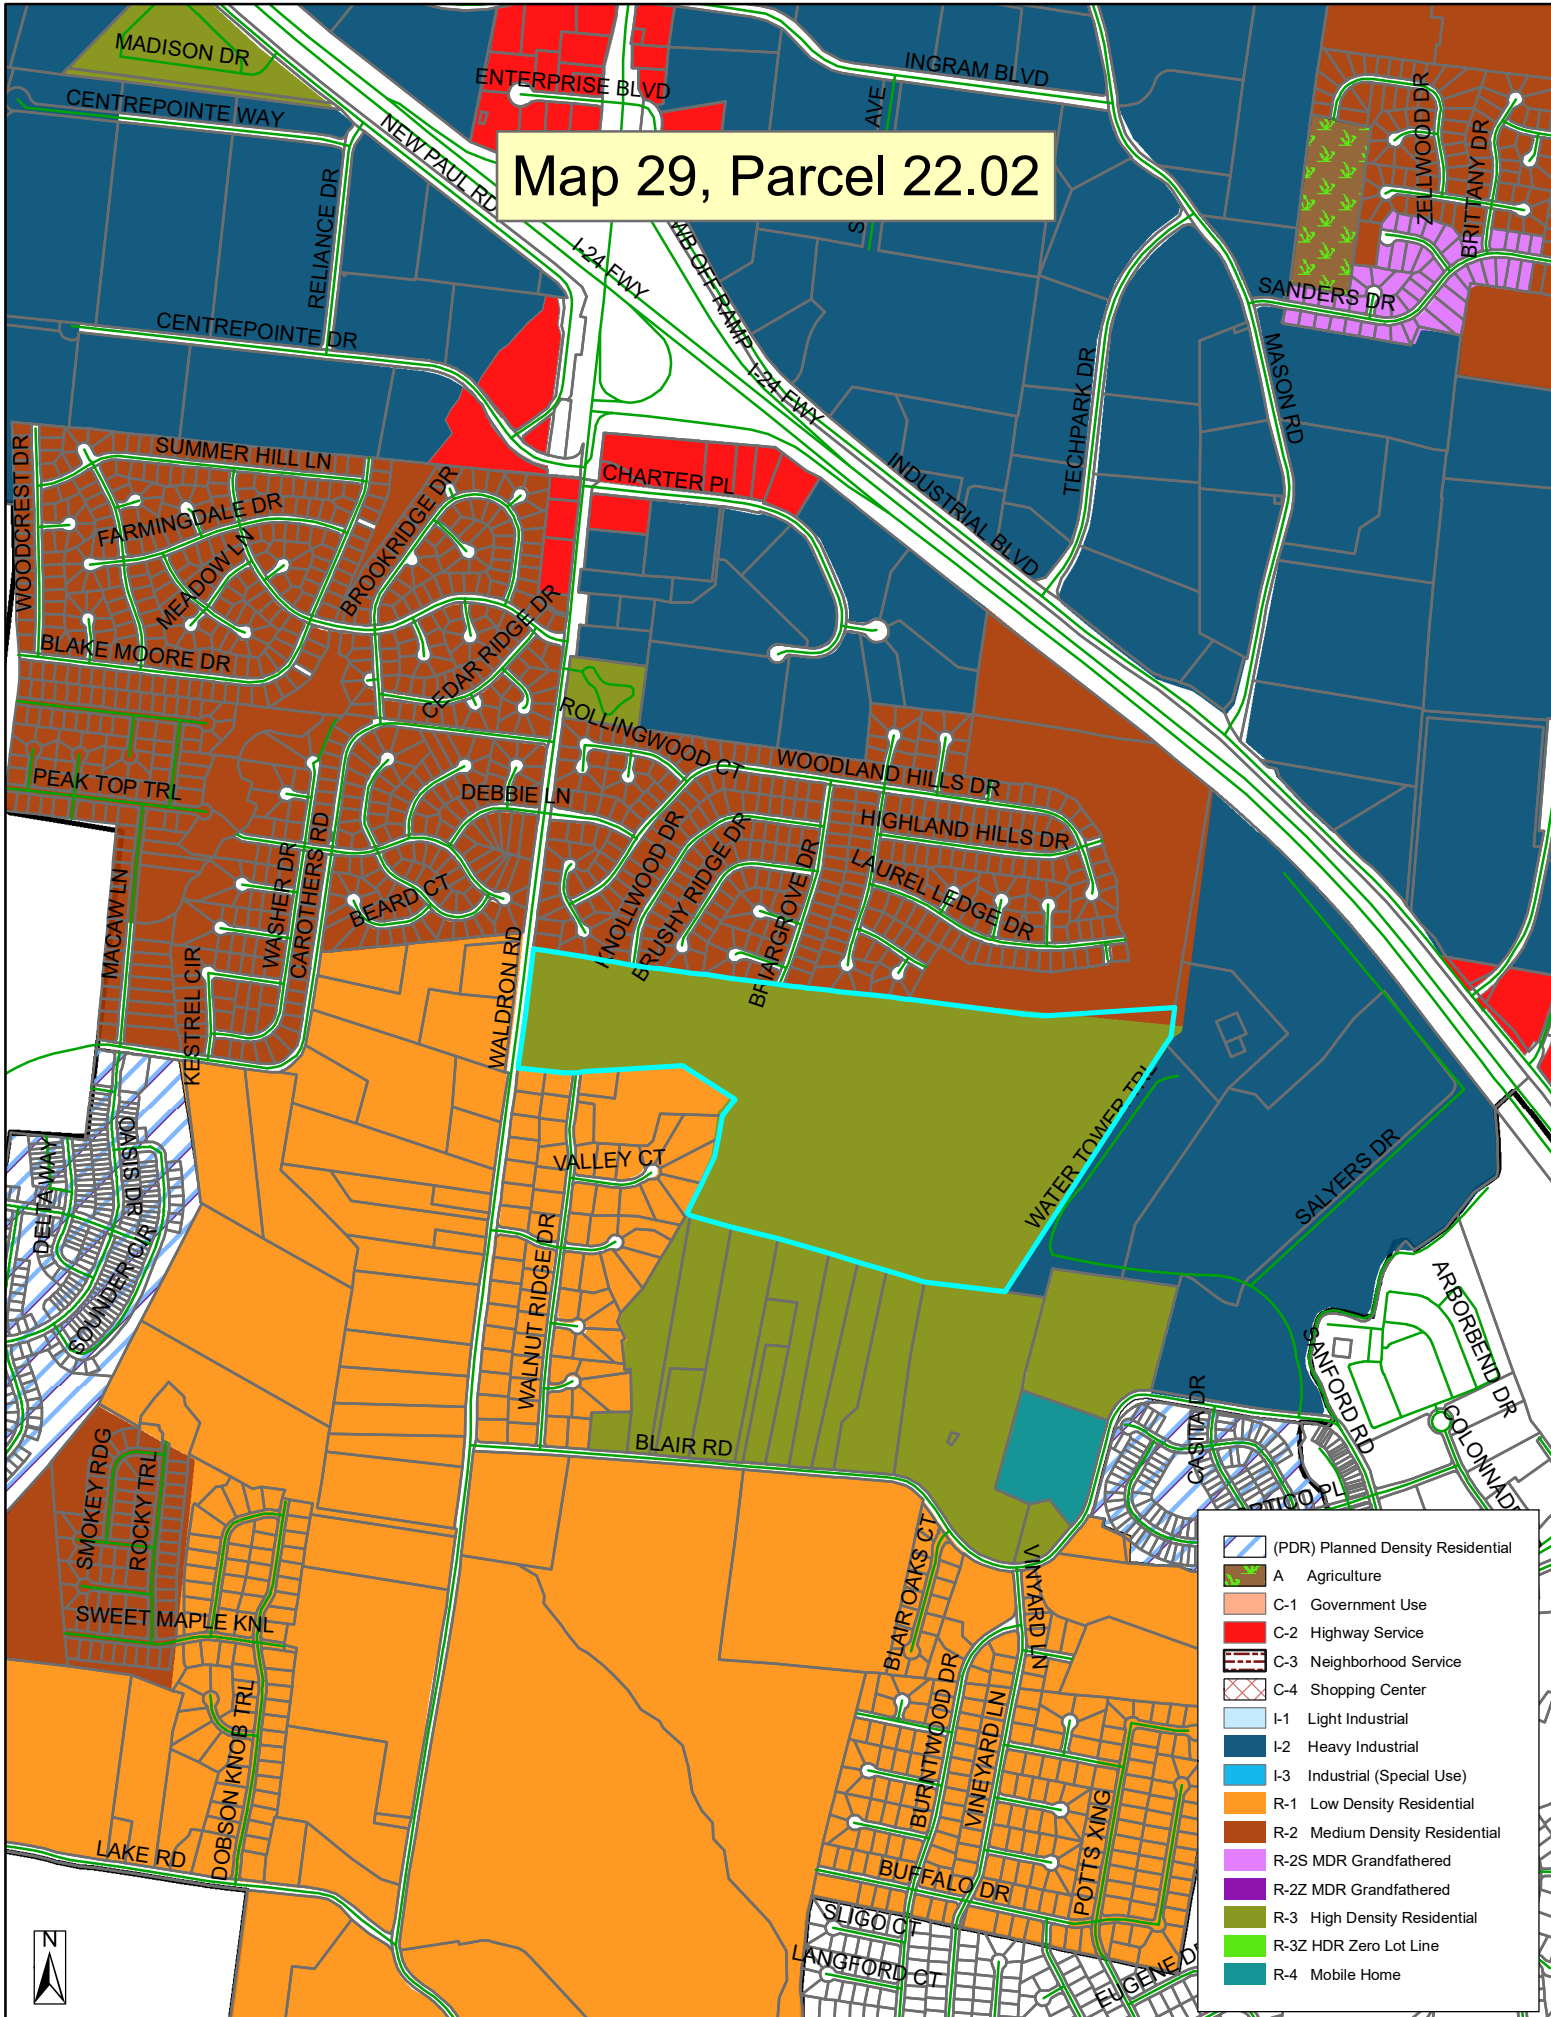 MADISON DR
ENTERPRISE BLVD
INGRAM BLVD
CENTREPOINTE WAY
NEW PAUL RD
AVE
ZELLWOOD DR
BRITTANY DR
Map 29, Parcel 22.02
RELIANCE DR
I-24 FWY
WB OFF RAMP
S
SANDERS DR
CENTREPOINTE DR
I-24 FWY
TECHPARK DR
MASON RD
WOODCREST DR
SUMMER HILL LN
CHARTER PL
INDUSTRIAL BLVD
FARMINGDALE DR
MEADOW LN
BROOKRIDGE DR
BLAKE MOORE DR
CEDAR RIDGE DR
ROLLINGWOOD CT
WOODLAND HILLS DR
PEAK TOP TRL
DEBBIE LN
HIGHLAND HILLS DR
KNOLLWOOD DR
BRUSHY RIDGE DR
BRIARGROVE DR
LAUREL LEDGE DR
WASHER DR
CAROTHERS RD
BEARD CT
MACAW LN
KESTREL CIR
WALDRON RD
WATER TOWER TRL
DELTA WAY
OASIS DR
SOUNDER CIR
VALLEY CT
WALNUT RIDGE DR
SALYERS DR
ARBORBEND DR
SANFORD RD
CASITA DR
BLAIR RD
SMOKEY RDG
ROCKY TRL
BLAIR OAKS CT
VINYARD LN
SWEET MAPLE KNL
DOBSON KNOB TRL
BURNTWOOD DR
VINEYARD LN
POTTS XING
LAKE RD
BUFFALO DR
SLIGO CT
LANGFORD CT
N
(PDR) Planned Density Residential
A Agriculture
C-1 Government Use
C-2 Highway Service
C-3 Neighborhood Service
C-4 Shopping Center
I-1 Light Industrial
I-2 Heavy Industrial
I-3 Industrial (Special Use)
R-1 Low Density Residential
R-2 Medium Density Residential
R-2S MDR Grandfathered
R-2Z MDR Grandfathered
R-3 High Density Residential
R-3Z HDR Zero Lot Line
R-4 Mobile Home